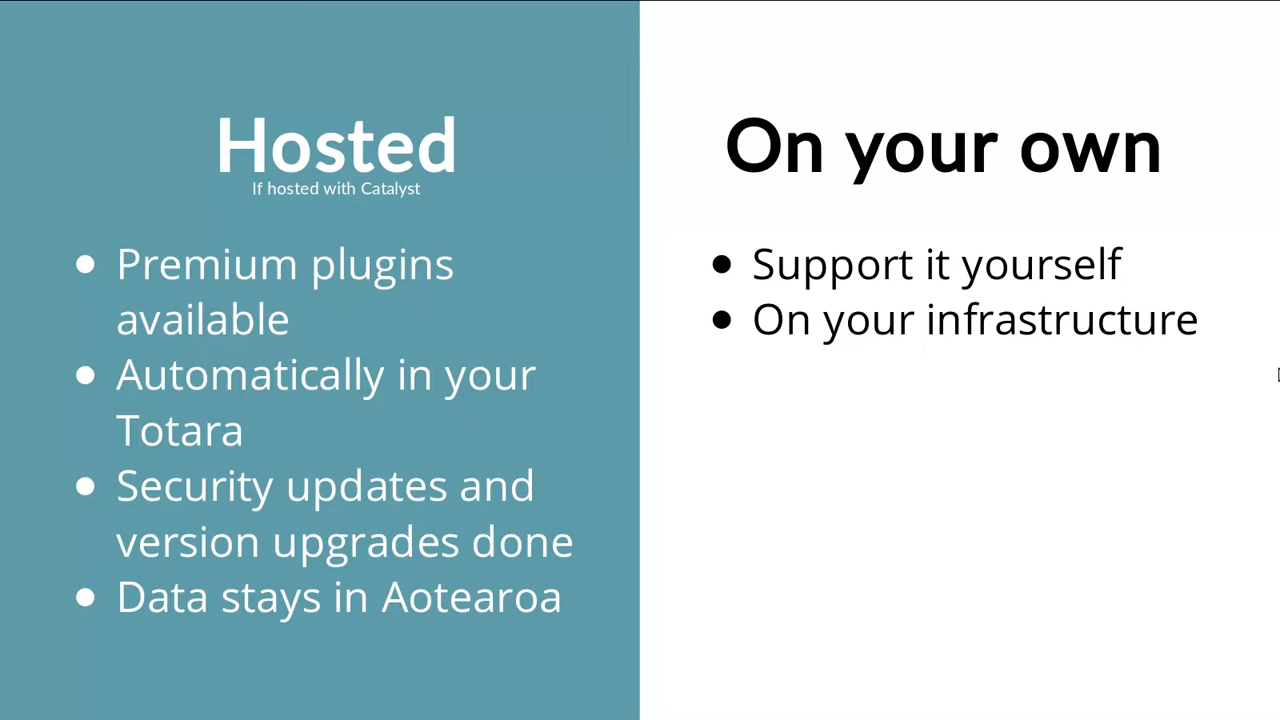 Hosted
If hosted with Catalyst
● Premium plugins
available
● Automatically in your
Totara
● Security updates and
version upgrades done
● Data stays in Aotearoa
On your own
● Support it yourself
● On your infrastructure